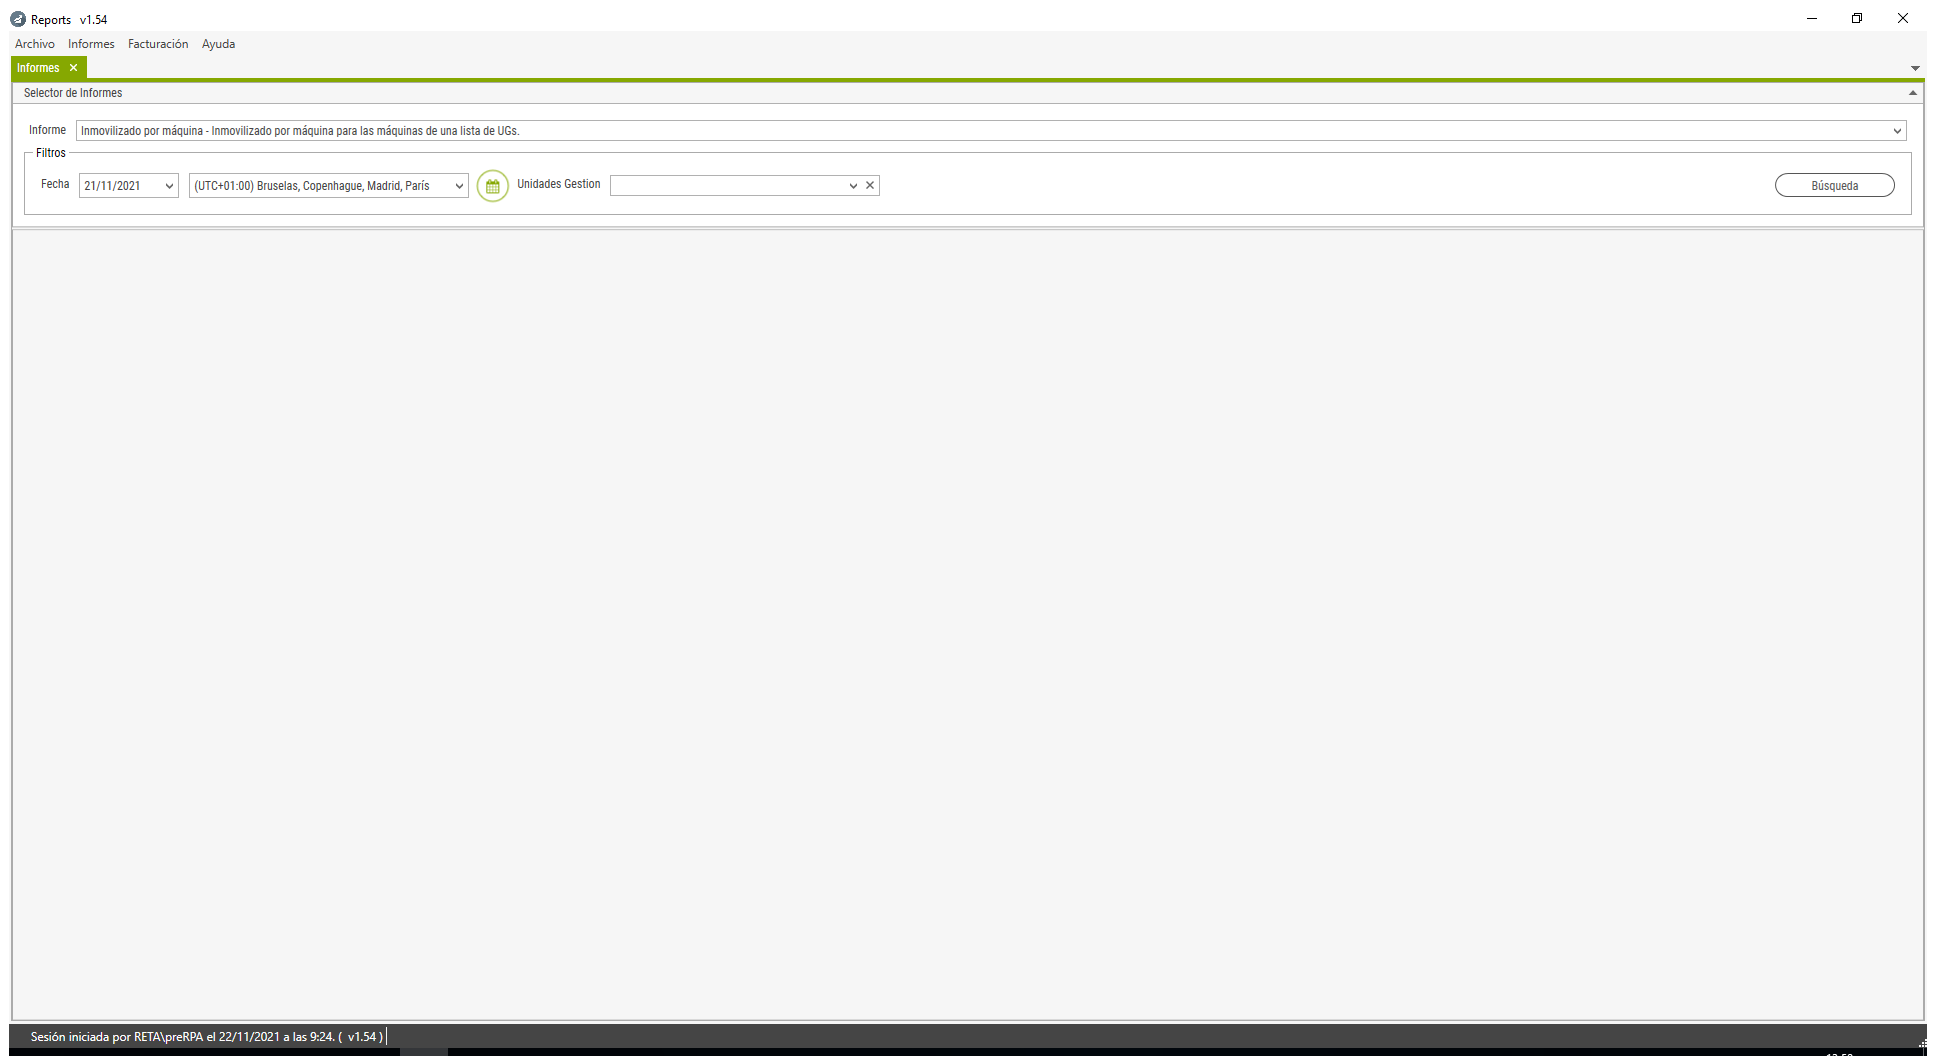 Reports v1.54
Archivo Informes Facturación Ayuda
Informes
Selector de Informes
Informe Inmovilizado por máquina - Inmovilizado por máquina para las máquinas de una lista de UGs.
Filtros
Fecha 21/11/2021 (UTC+01:00) Bruselas, Copenhague, Madrid, París Unidades Gestion Búsqueda
Sesión iniciada por RETA\preRPA el 22/11/2021 a las 9:24. ( v1.54 )